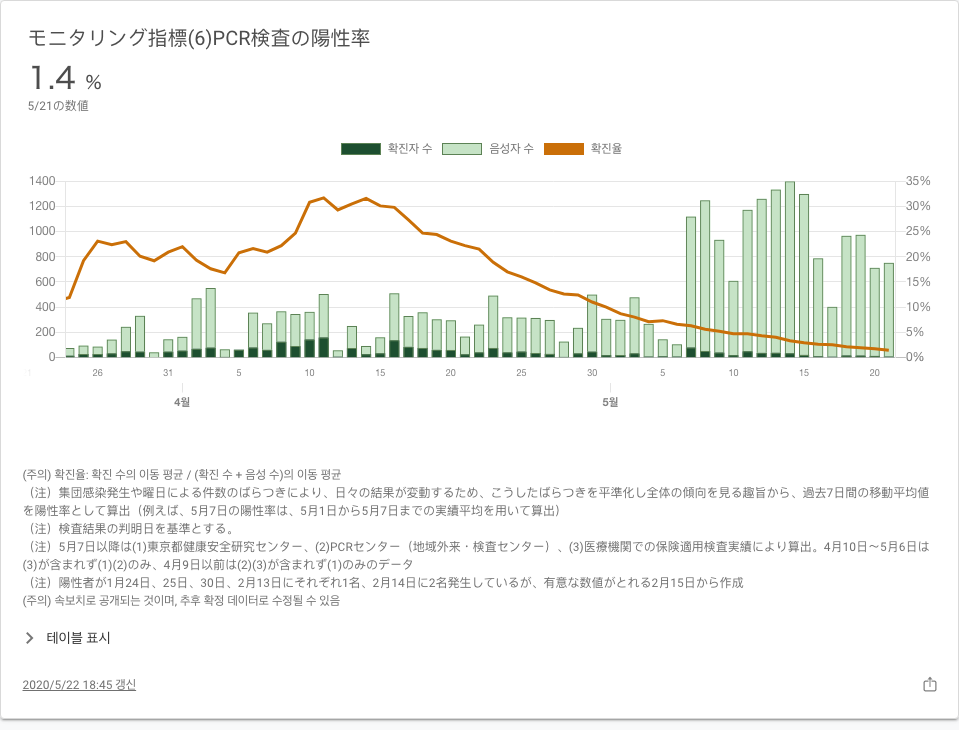 モニタリング指標(6)PCR検査の陽性率
1.4 %
5/21の数値
확진자 수 음성자 수 확진율
1400 35%
1200 30%
1000 25%
800 20%
600 15%
400 10%
200 5%
0 0%
26 31 5 10 15 20 25 30 5 10 15 20
4월 5월
(주의) 확진율: 확진 수의 이동 평균 / (확진 수 + 음성 수)의 이동 평균
（注）集団感染発生や曜日による件数のばらつきにより、日々の結果が変動するため、こうしたばらつきを平準化し全体の傾向を見る趣旨から、過去7日間の移動平均値
を陽性率として算出（例えば、5月7日の陽性率は、5月1日から5月7日までの実績平均を用いて算出）
（注）検査結果の判明日を基準とする。
（注）5月7日以降は(1)東京都健康安全研究センター、(2)PCRセンター（地域外来・検査センター）、(3)医療機関での保険適用検査実績により算出。4月10日～5月6日は
(3)が含まれず(1)(2)のみ、4月9日以前は(2)(3)が含まれず(1)のみのデータ
（注）陽性者が1月24日、25日、30日、2月13日にそれぞれ1名、2月14日に2名発生しているが、有意な数値がとれる2月15日から作成
(주의) 속보치로 공개되는 것이며, 추후 확정 데이터로 수정될 수 있음
테이블 표시
2020/5/22 18:45 갱신